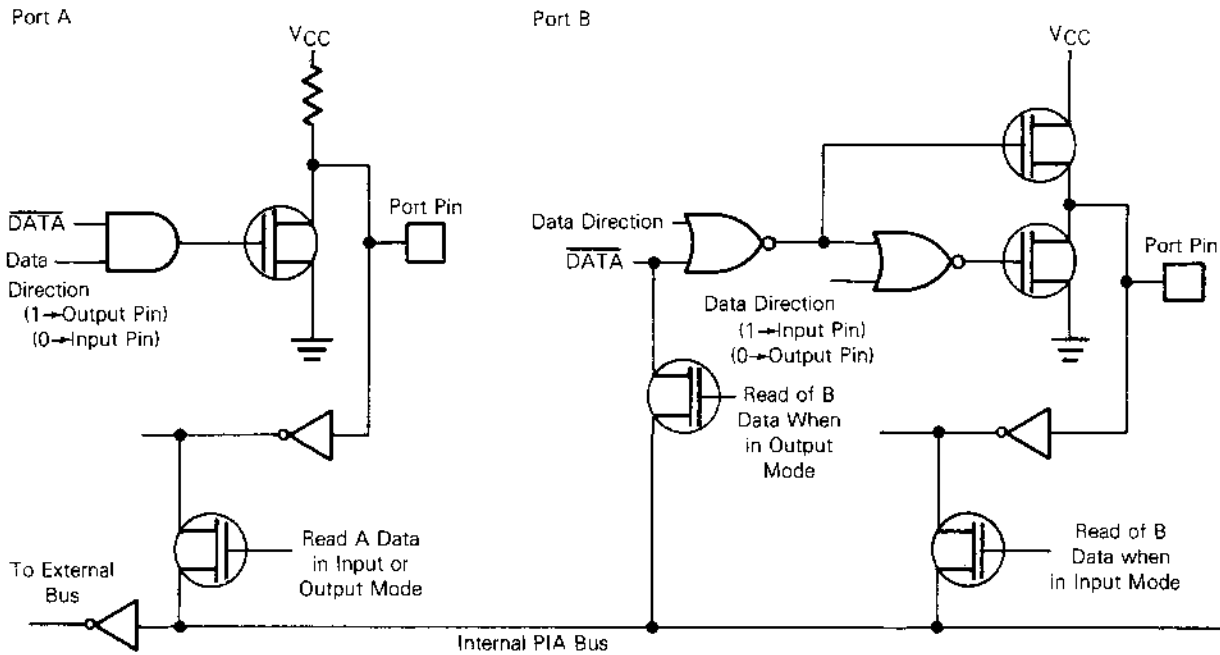 Port A
VCC
DATA
Data
Direction
(1→Output Pin)
(0→Input Pin)
Port Pin
Read A Data
in Input or
Output Mode
To External
Bus
Internal PIA Bus
Port B
VCC
Data Direction
DATA
Data Direction
(1→Input Pin)
(0→Output Pin)
Port Pin
Read of B
Data When
in Output
Mode
Read of B
Data when
in Input Mode